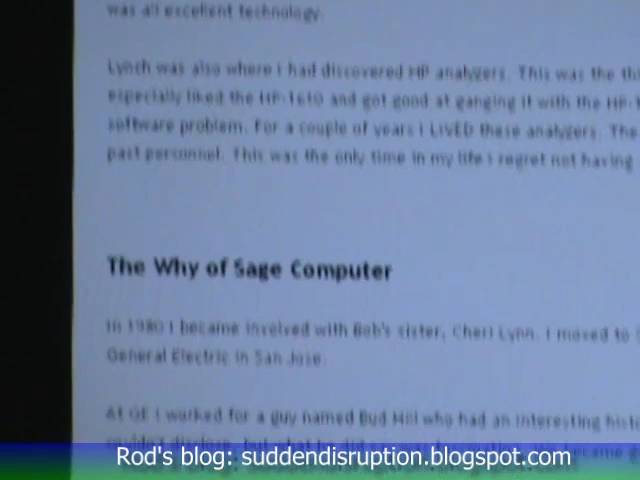 was all excellent technology.
Lynch was also where I had discovered HP analyzers. This was the
especially liked the HP-1610 and got good at ganging it with the HP-
software problem. For a couple of years I LIVED these analyzers. The
past personnel. This was the only time in my life I regret not having
The Why of Sage Computer
In 1980 I became involved with Bob's sister, Cheri Lynn. I moved to
General Electric in San Jose.
At GE I worked for a guy named Bud Hill who had an interesting
Rod's blog: suddendisruption.blogspot.com